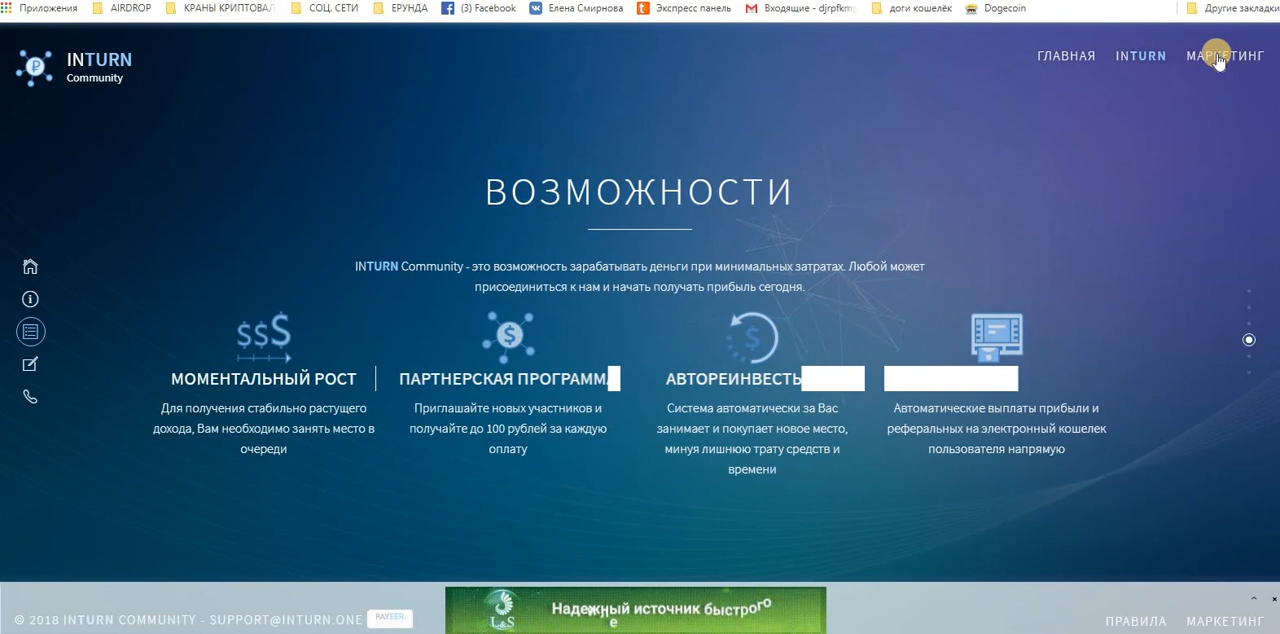 Приложения AIRDROP КРАНЫ КРИПТОВАЛ СОЦ. СЕТИ ЕРУНДА (3) Facebook Елена Смирнова Экспресс панель Входящие - djrpfkm доги кошелёк Dogecoin Другие закладки
INTURN
Community
ГЛАВНАЯ INTURN МАРКЕТИНГ
ВОЗМОЖНОСТИ
INTURN Community - это возможность зарабатывать деньги при минимальных затратах. Любой может
присоединиться к нам и начать получать прибыль сегодня.
МОМЕНТАЛЬНЫЙ РОСТ
Для получения стабильно растущего
дохода, Вам необходимо занять место в
очереди
ПАРТНЕРСКАЯ ПРОГРАММА
Приглашайте новых участников и
получайте до 100 рублей за каждую
оплату
АВТОРЕИНВЕСТЫ
Система автоматически за Вас
занимает и покупает новое место,
минуя лишнюю трату средств и
времени
Автоматические выплаты прибыли и
реферальных на электронный кошелек
пользователя напрямую
© 2018 INTURN COMMUNITY - SUPPORT@INTURN.ONE PAYEER
L&S
Надежный источник быстрого
е
ПРАВИЛА МАРКЕТИНГ